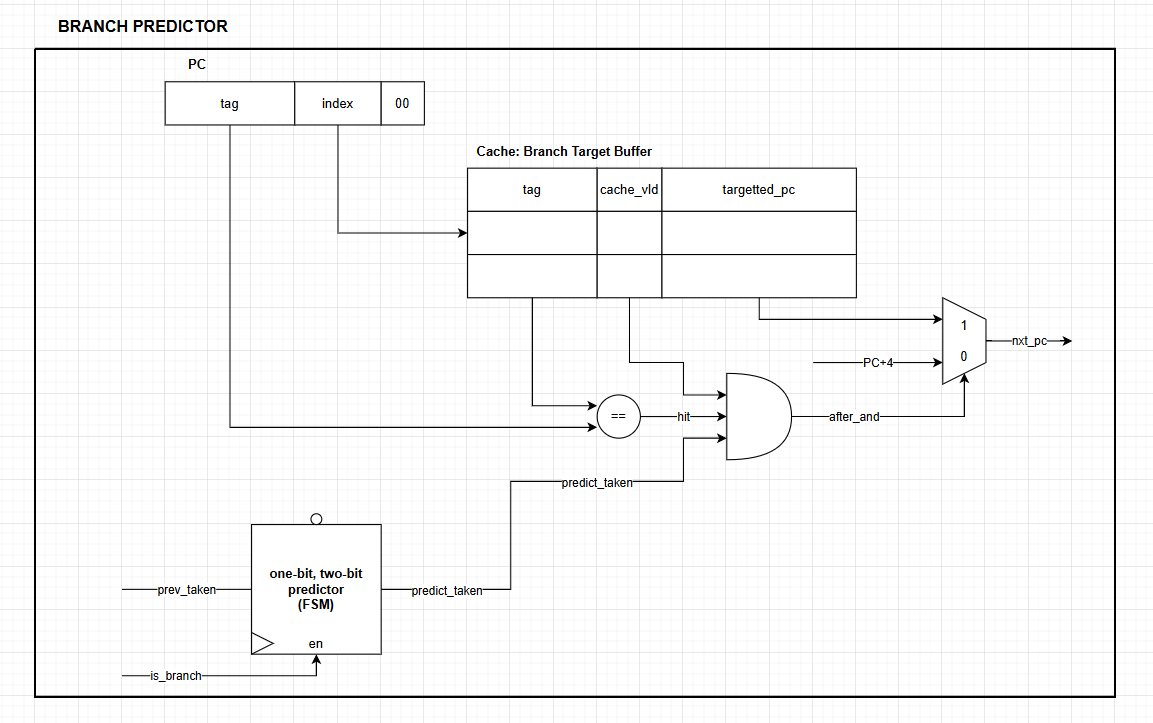 BRANCH PREDICTOR
PC
tag
index
00
Cache: Branch Target Buffer
tag
cache_vld
targetted_pc
1
0
nxt_pc
PC+4
==
hit
after_and
predict_taken
one-bit, two-bit
predictor
(FSM)
prev_taken
predict_taken
en
is_branch